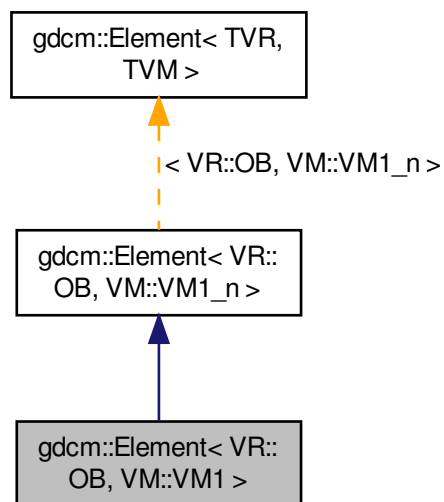 gdcm::Element< TVR,
TVM >
< VR::OB, VM::VM1_n >
gdcm::Element< VR::
OB, VM::VM1_n >
gdcm::Element< VR::
OB, VM::VM1 >